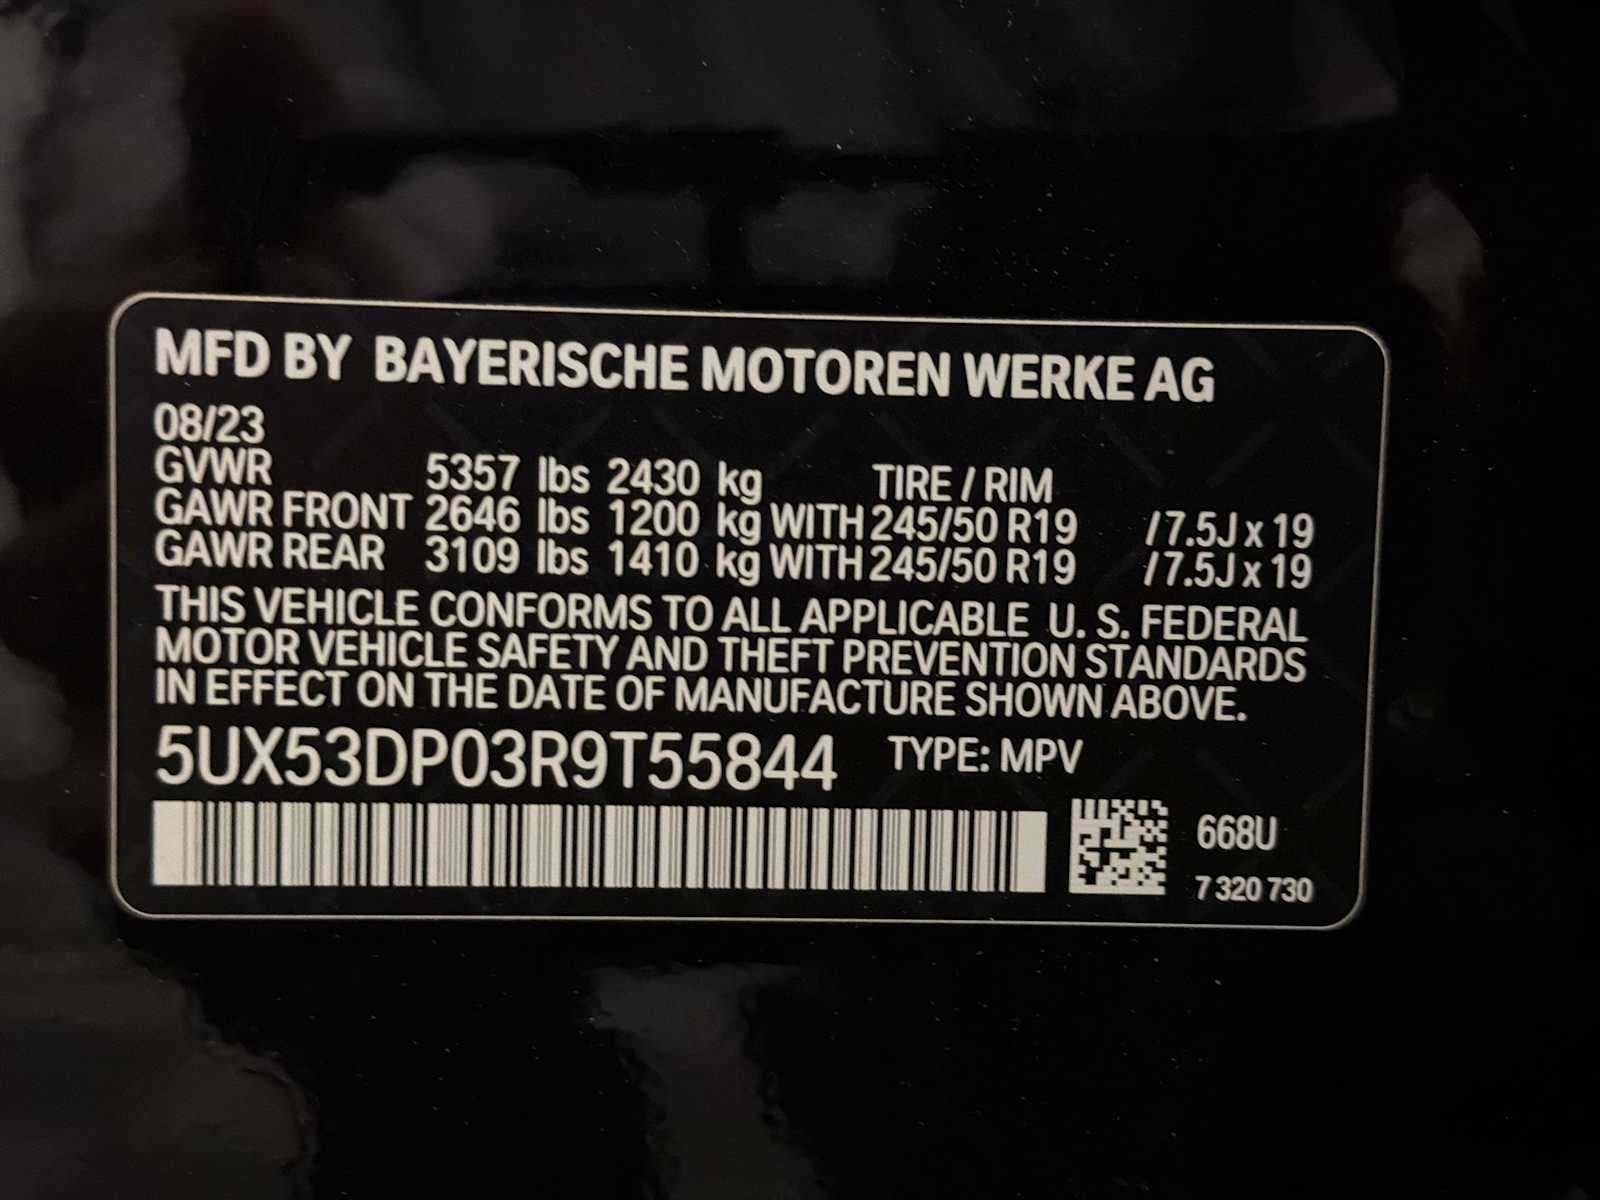 MFD BY BAYERISCHE MOTOREN WERKE AG
08/23
GVWR 5357 lbs 2430 kg TIRE / RIM
GAWR FRONT 2646 lbs 1200 kg WITH 245/50 R19 /7.5J x 19
GAWR REAR 3109 lbs 1410 kg WITH 245/50 R19 /7.5J x 19
THIS VEHICLE CONFORMS TO ALL APPLICABLE U. S. FEDERAL
MOTOR VEHICLE SAFETY AND THEFT PREVENTION STANDARDS
IN EFFECT ON THE DATE OF MANUFACTURE SHOWN ABOVE.
5UX53DP03R9T55844 TYPE: MPV
668U
7 320 730